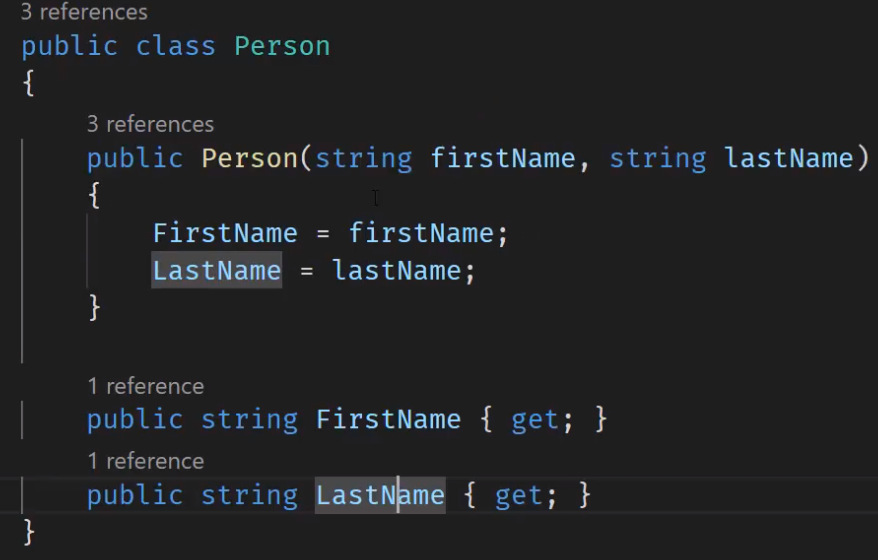 3 references
public class Person
{
3 references
public Person(string firstName, string lastName)
{
FirstName = firstName;
LastName = lastName;
}
1 reference
public string FirstName { get; }
1 reference
public string LastName { get; }
}